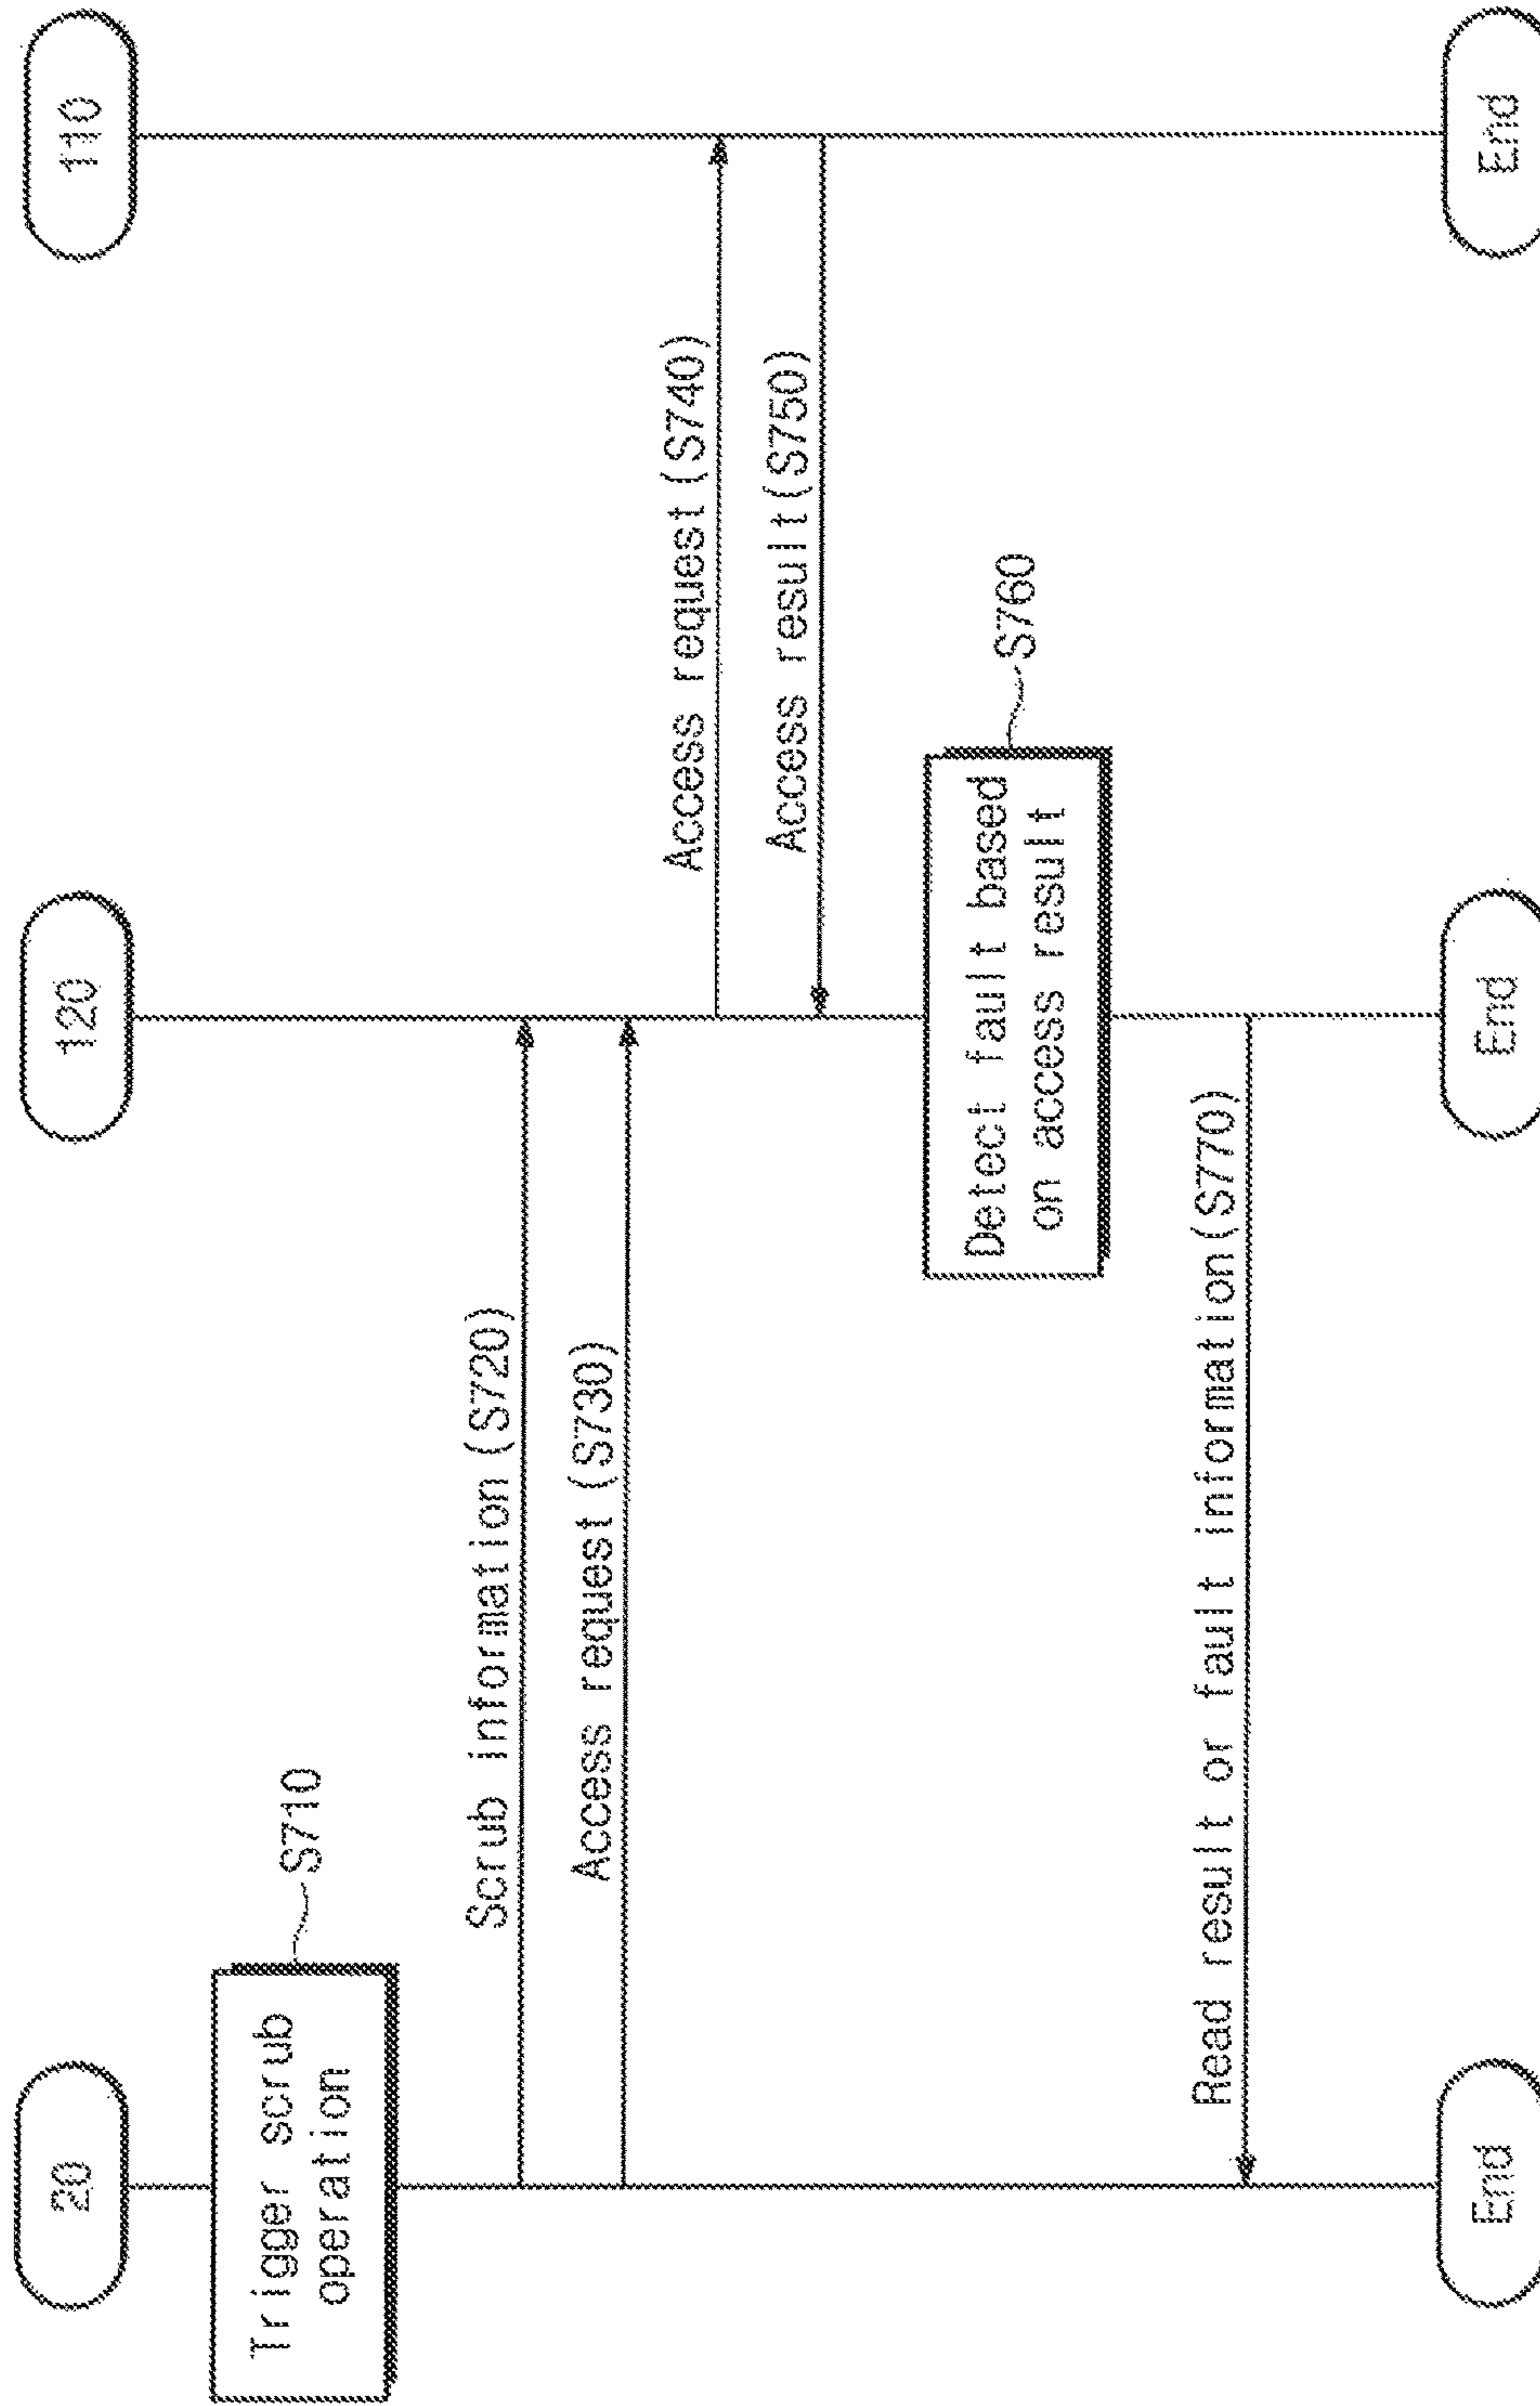 20
120
110
Trigger scrub
operation
S710
Scrub information(S720)
Access request(S730)
Access request(S740)
Access result(S750)
Detect fault based
on access result
S760
Read result or fault information(S770)
End
End
End